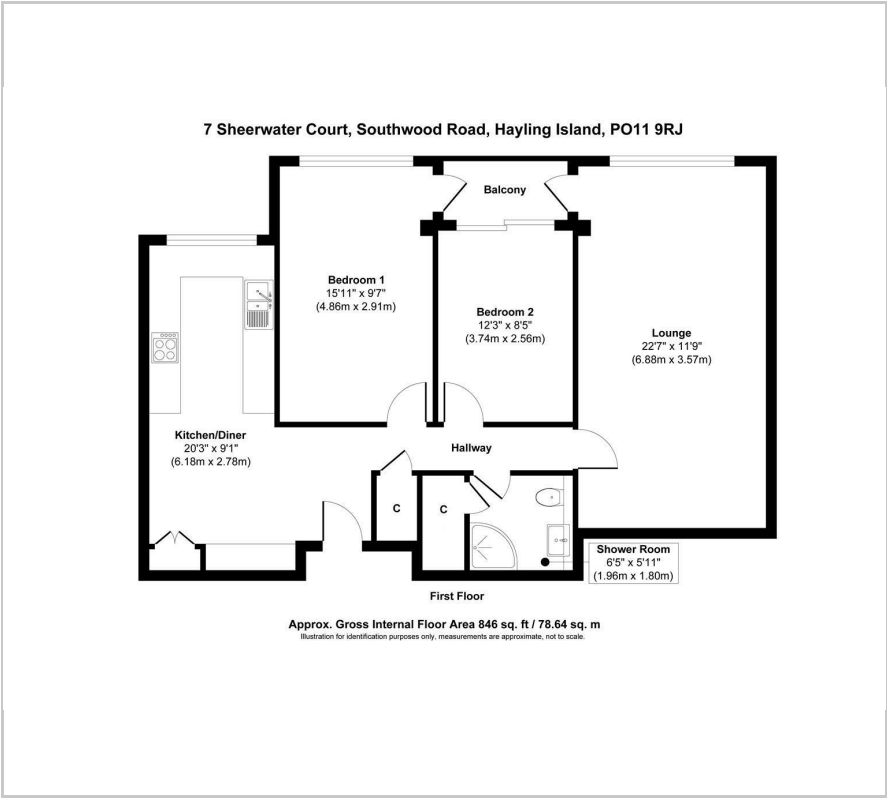 7 Sheerwater Court, Southwood Road, Hayling Island, PO11 9RJ
Balcony
Bedroom 1
15'11" x 9'7"
(4.86m x 2.91m)
Bedroom 2
12'3" x 8'5"
(3.74m x 2.56m)
Lounge
22'7" x 11'9"
(6.88m x 3.57m)
Kitchen/Diner
20'3" x 9'1"
(6.18m x 2.78m)
Hallway
C
C
Shower Room
6'5" x 5'11"
(1.96m x 1.80m)
First Floor
Approx. Gross Internal Floor Area 846 sq. ft / 78.64 sq. m
Illustration for identification purposes only, measurements are approximate, not to scale.